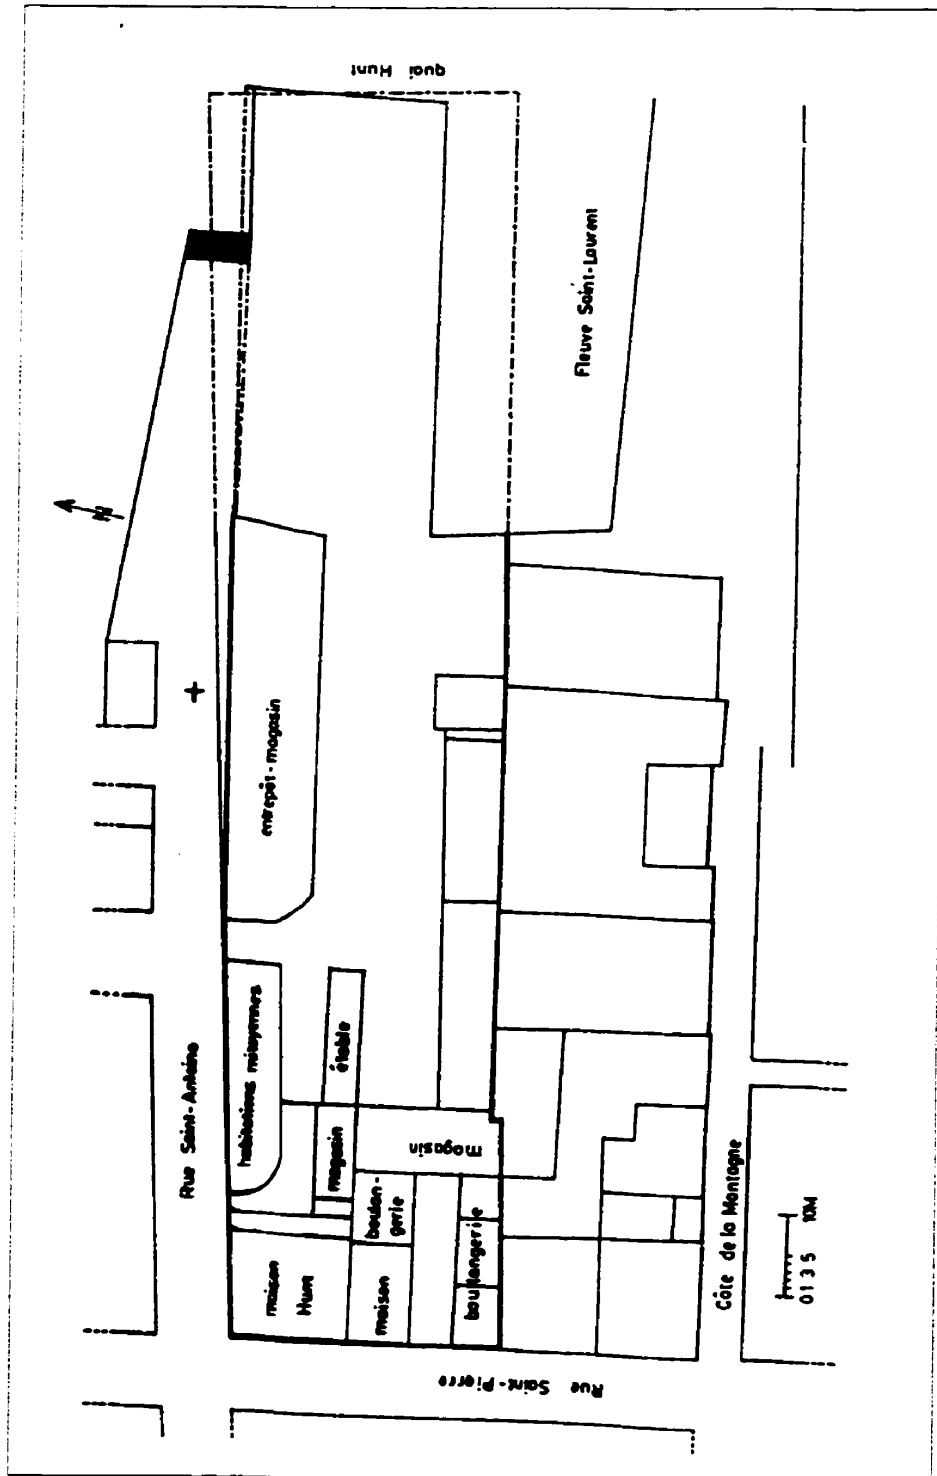 quai Hunt
Fleuve Saint-Laurent
N
entrepôt-magasin
Rue Saint-Antoine
habitations mitoyennes
étable
magasin
magasin
boulan-
gerie
maison
Hunt
maison
boulangerie
Côte de la Montagne
0 1 3 5 10M
Rue Saint-Pierre